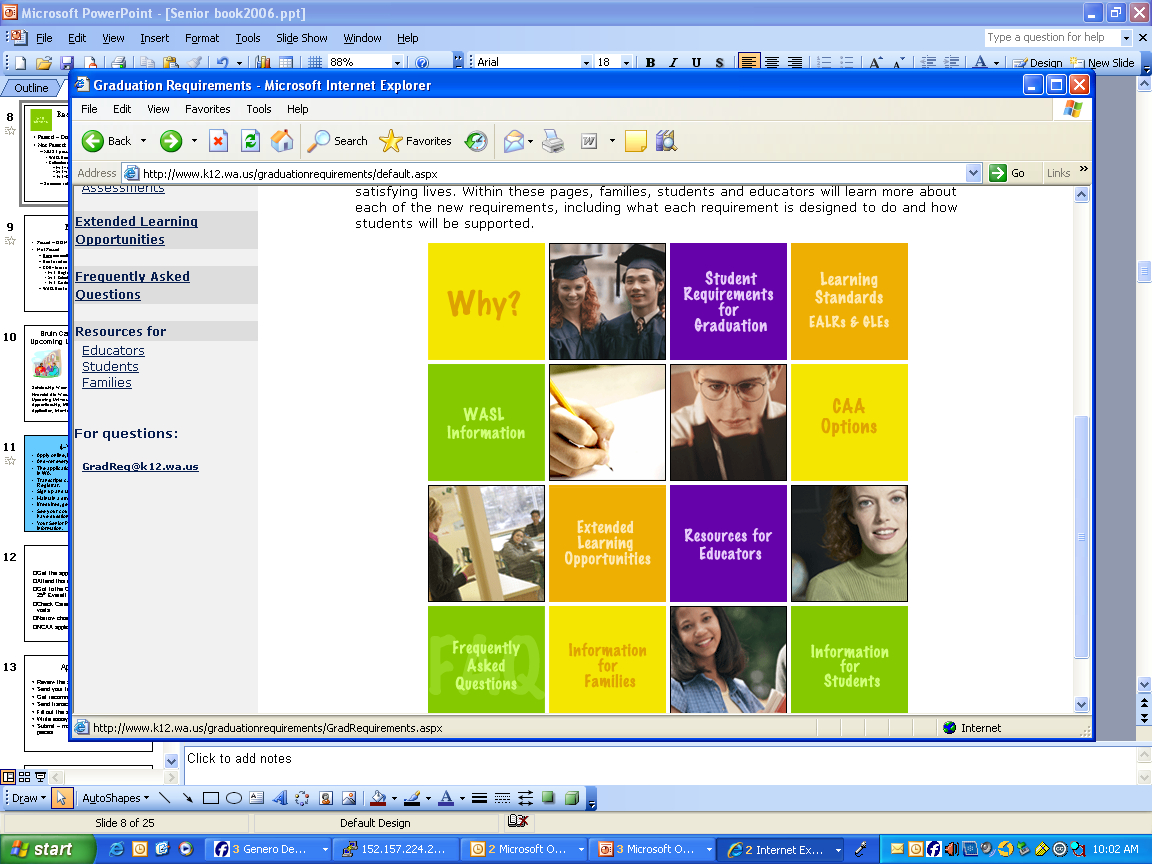 Microsoft PowerPoint - [Senior book2006.ppt]
File Edit View Insert Format Tools Slide Show Window Help
Type a question for help
88%
Arial
18
B I U S
Design
New Slide
Outline
Graduation Requirements - Microsoft Internet Explorer
File Edit View Favorites Tools Help
Back
Search
Favorites
Address
http://www.k12.wa.us/graduationrequirements/default.aspx
Go
Links
Assessments
Extended Learning
Opportunities
Frequently Asked
Questions
Resources for
Educators
Students
Families
For questions:
GradReq@k12.wa.us
satisfying lives. Within these pages, families, students and educators will learn more about
each of the new requirements, including what each requirement is designed to do and how
students will be supported.
Why?
Student
Requirements
for
Graduation
Learning
Standards
EALRs & GLEs
WASL
Information
CAA
Options
Extended
Learning
Opportunities
Resources for
Educators
FAQ
Frequently
Asked
Questions
Information
for
Families
Information
for
Students
http://www.k12.wa.us/graduationrequirements/GradRequirements.aspx
Internet
8
9
10
11
12
13
Click to add notes
Draw
AutoShapes
Slide 8 of 25
Default Design
start
3 Genero De...
152.157.224.2...
2 Microsoft O...
3 Microsoft O...
2 Internet Ex...
10:02 AM